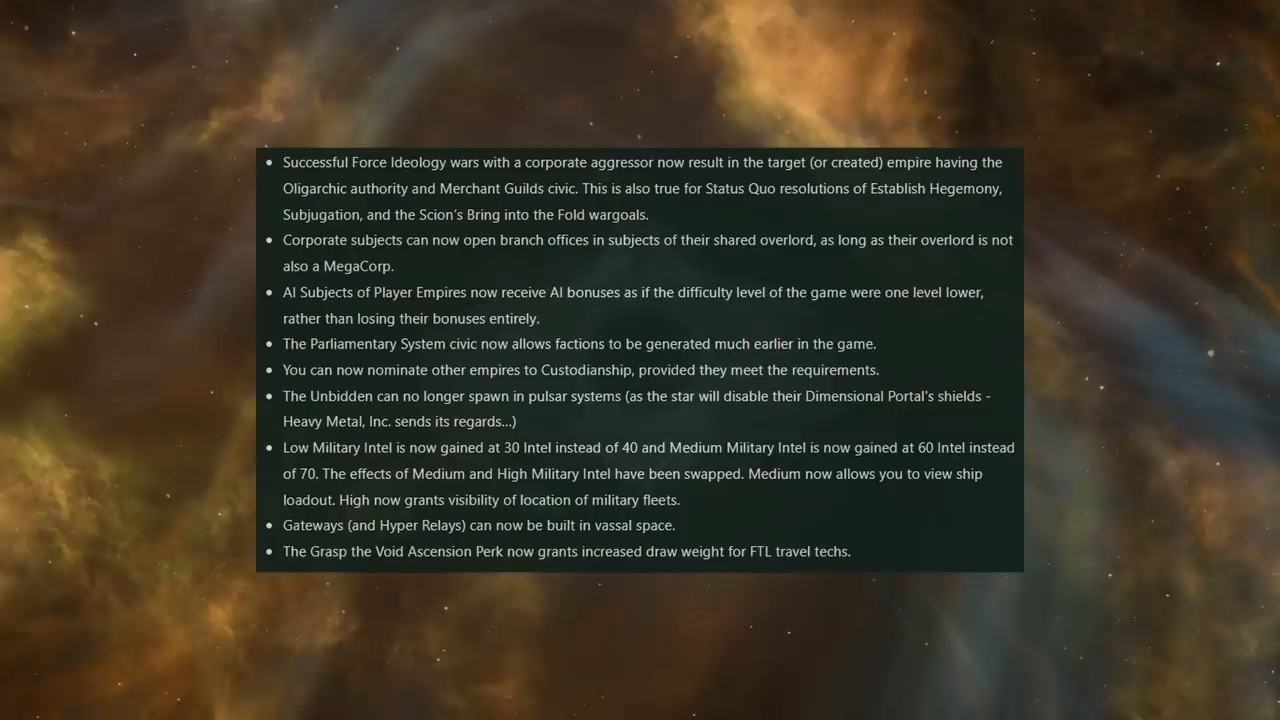 • Successful Force Ideology wars with a corporate aggressor now result in the target (or created) empire having the
Oligarchic authority and Merchant Guilds civic. This is also true for Status Quo resolutions of Establish Hegemony,
Subjugation, and the Scion's Bring into the Fold wargoals.
• Corporate subjects can now open branch offices in subjects of their shared overlord, as long as their overlord is not
also a MegaCorp.
• AI Subjects of Player Empires now receive AI bonuses as if the difficulty level of the game were one level lower,
rather than losing their bonuses entirely.
• The Parliamentary System civic now allows factions to be generated much earlier in the game.
• You can now nominate other empires to Custodianship, provided they meet the requirements.
• The Unbidden can no longer spawn in pulsar systems (as the star will disable their Dimensional Portal's shields -
Heavy Metal, Inc. sends its regards...)
• Low Military Intel is now gained at 30 Intel instead of 40 and Medium Military Intel is now gained at 60 Intel instead
of 70. The effects of Medium and High Military Intel have been swapped. Medium now allows you to view ship
loadout. High now grants visibility of location of military fleets.
• Gateways (and Hyper Relays) can now be built in vassal space.
• The Grasp the Void Ascension Perk now grants increased draw weight for FTL travel techs.